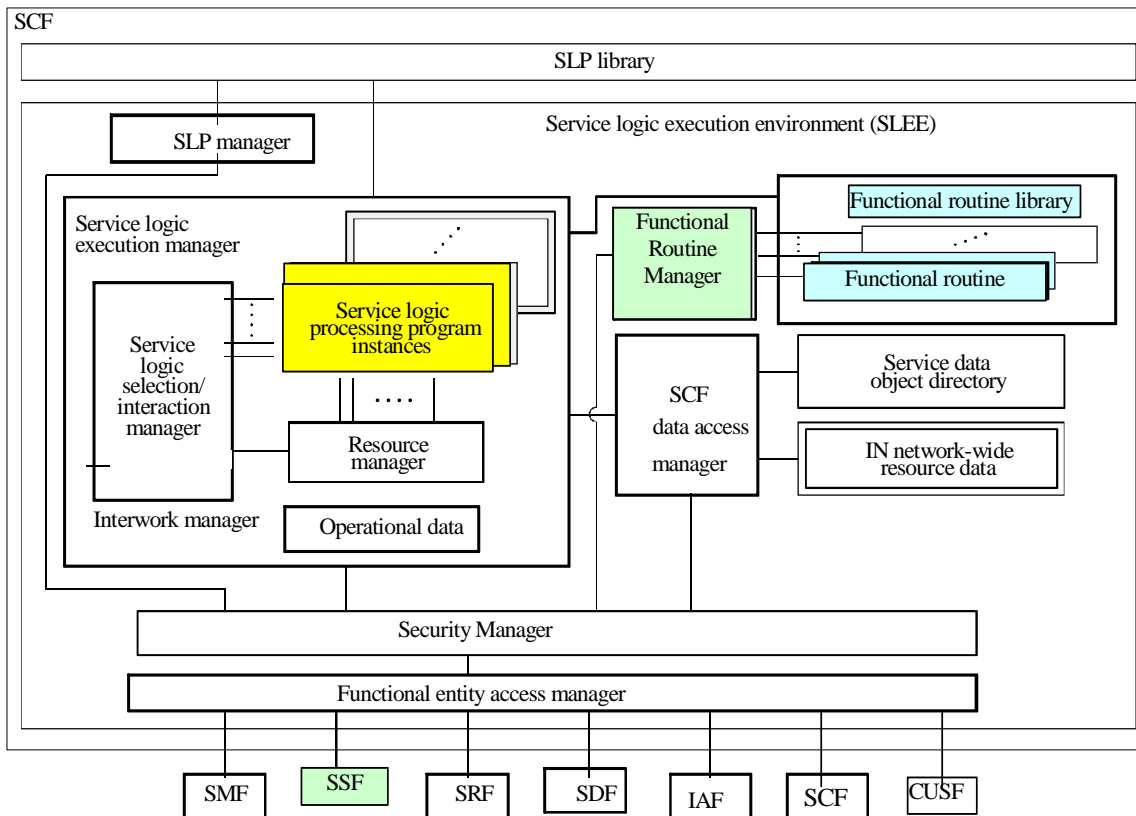 SCF
SLP library
SLP manager
Service logic execution environment (SLEE)
Service logic
execution manager
Functional
Routine
Manager
Functional routine library
Functional routine
Service logic
processing program
instances
Service
logic
selection/
interaction
manager
Resource
manager
Interwork manager
Operational data
SCF
data access
manager
Service data
object directory
IN network-wide
resource data
Security Manager
Functional entity access manager
SMF
SSF
SRF
SDF
IAF
SCF
CUSF